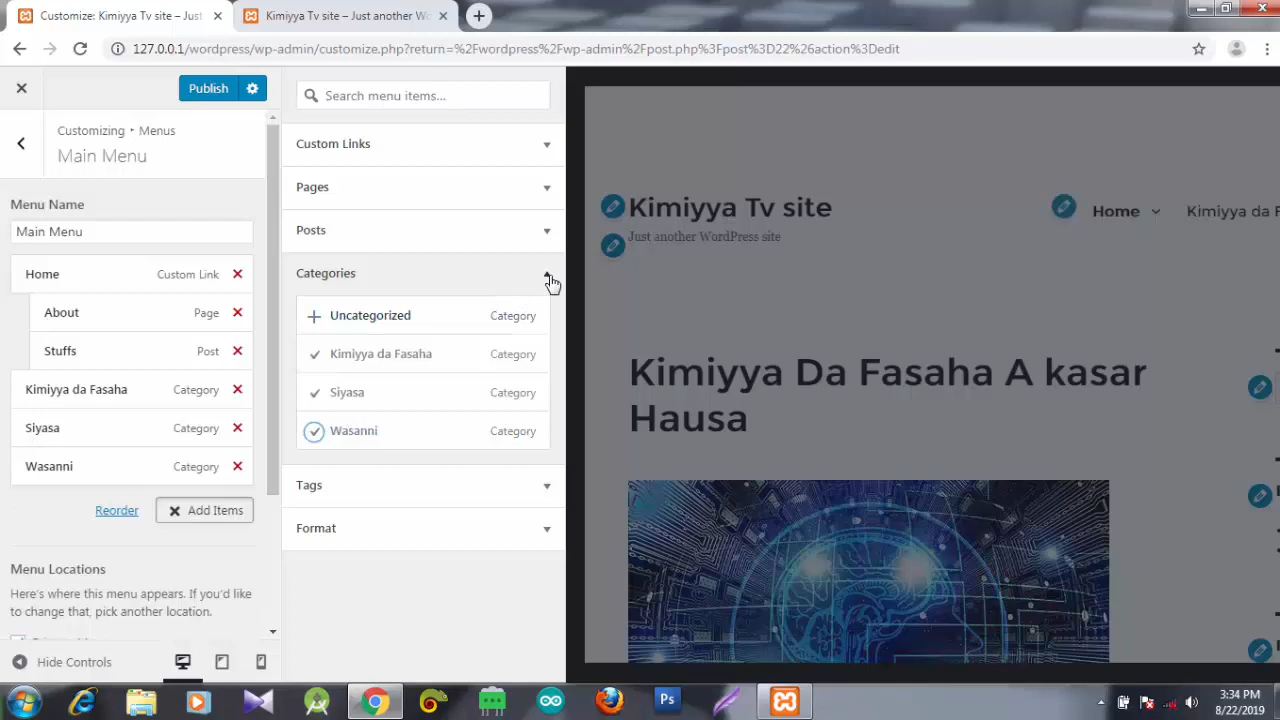 Customize: Kimiyya Tv site – Just
Kimiyya Tv site – Just another Wo
127.0.0.1/wordpress/wp-admin/customize.php?return=%2Fwordpress%2Fwp-admin%2Fpost.php%3Fpost%3D22%26action%3Dedit
Publish
Customizing ‣ Menus
Main Menu
Menu Name
Main Menu
Home Custom Link
About Page
Stuffs Post
Kimiyya da Fasaha Category
Siyasa Category
Wasanni Category
Reorder
Add Items
Menu Locations
Here's where this menu appears. If you'd like
to change that, pick another location.
Hide Controls
Search menu items...
Custom Links
Pages
Posts
Categories
Uncategorized Category
Kimiyya da Fasaha Category
Siyasa Category
Wasanni Category
Tags
Format
Kimiyya Tv site
Just another WordPress site
Home
Kimiyya da F
Kimiyya Da Fasaha A kasar
Hausa
Ps
3:34 PM
8/22/2019